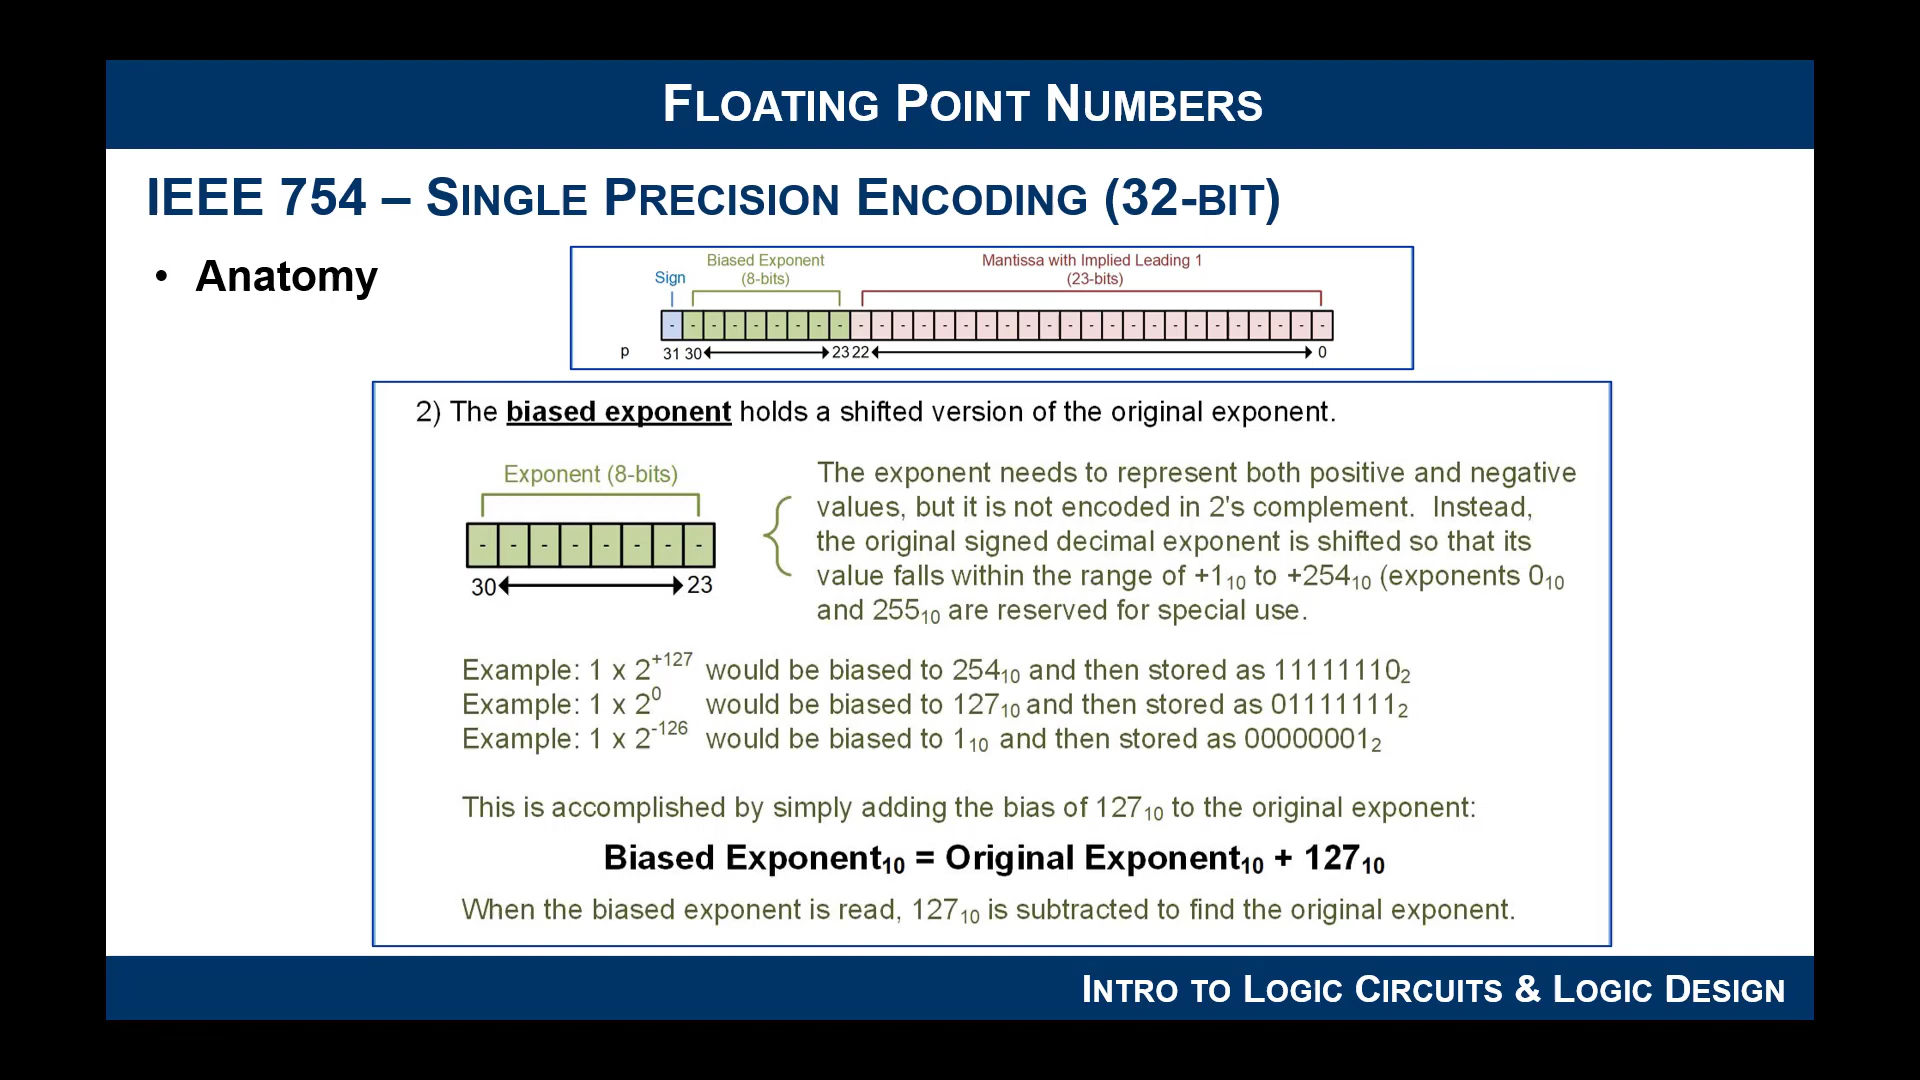 FLOATING POINT NUMBERS
IEEE 754 – SINGLE PRECISION ENCODING (32-BIT)
• Anatomy
Biased Exponent
(8-bits)
Mantissa with Implied Leading 1
(23-bits)
Sign
- - - - - - - - - - - - - - - - - - - - - - - - - - - - - - - -
p 31 30 23 22 0
2) The biased exponent holds a shifted version of the original exponent.
Exponent (8-bits)
- - - - - - - -
30 23
The exponent needs to represent both positive and negative
values, but it is not encoded in 2's complement. Instead,
the original signed decimal exponent is shifted so that its
value falls within the range of +1₁₀ to +254₁₀ (exponents 0₁₀
and 255₁₀ are reserved for special use.
Example: 1 x 2⁺¹²⁷ would be biased to 254₁₀ and then stored as 11111110₂
Example: 1 x 2⁰ would be biased to 127₁₀ and then stored as 01111111₂
Example: 1 x 2⁻¹²⁶ would be biased to 1₁₀ and then stored as 00000001₂
This is accomplished by simply adding the bias of 127₁₀ to the original exponent:
Biased Exponent₁₀ = Original Exponent₁₀ + 127₁₀
When the biased exponent is read, 127₁₀ is subtracted to find the original exponent.
INTRO TO LOGIC CIRCUITS & LOGIC DESIGN